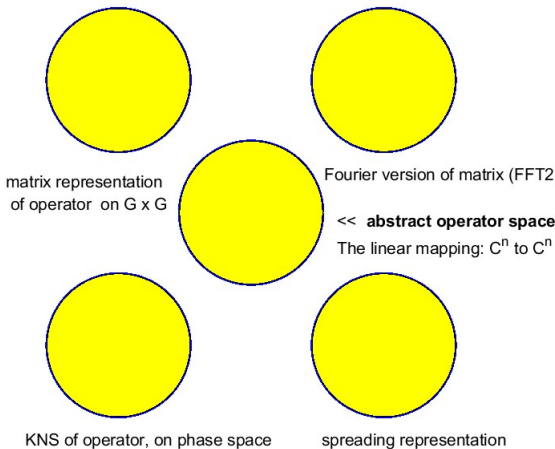 matrix representation
of operator on G x G
Fourier version of matrix (FFT2
<< abstract operator space
The linear mapping: C^n to C^n
KNS of operator, on phase space
spreading representation